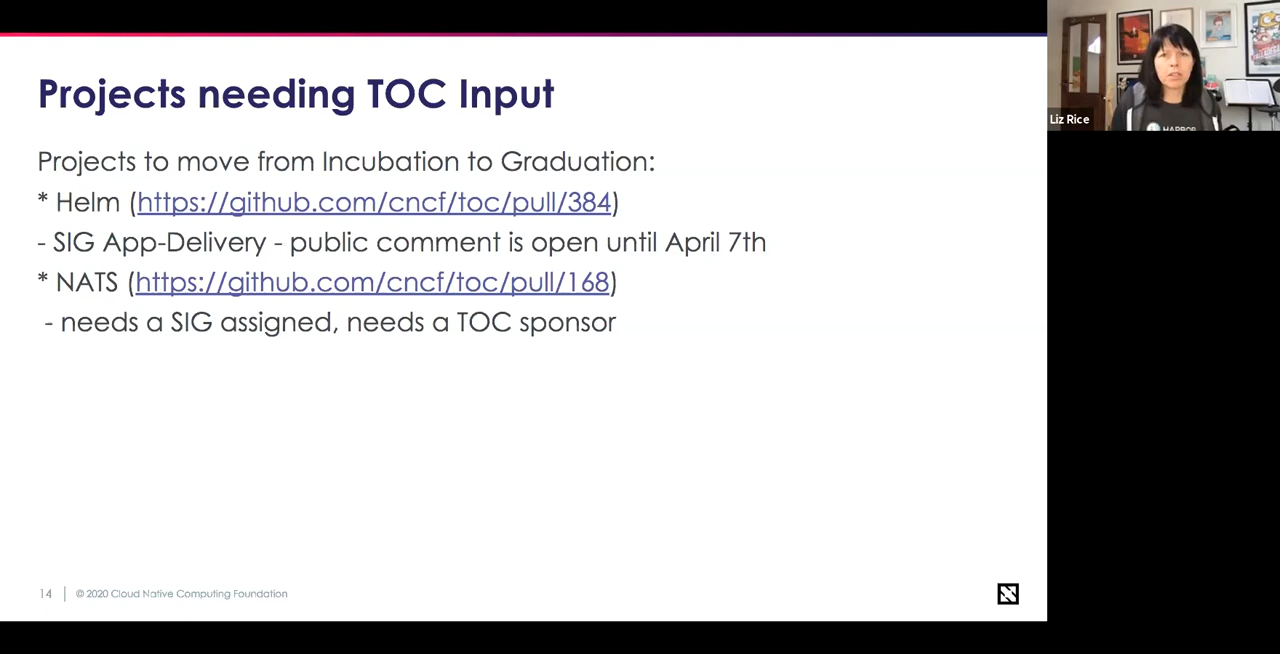 Projects needing TOC Input
Projects to move from Incubation to Graduation:
* Helm (https://github.com/cncf/toc/pull/384)
- SIG App-Delivery - public comment is open until April 7th
* NATS (https://github.com/cncf/toc/pull/168)
- needs a SIG assigned, needs a TOC sponsor
14 | © 2020 Cloud Native Computing Foundation
Liz Rice
HARBOR